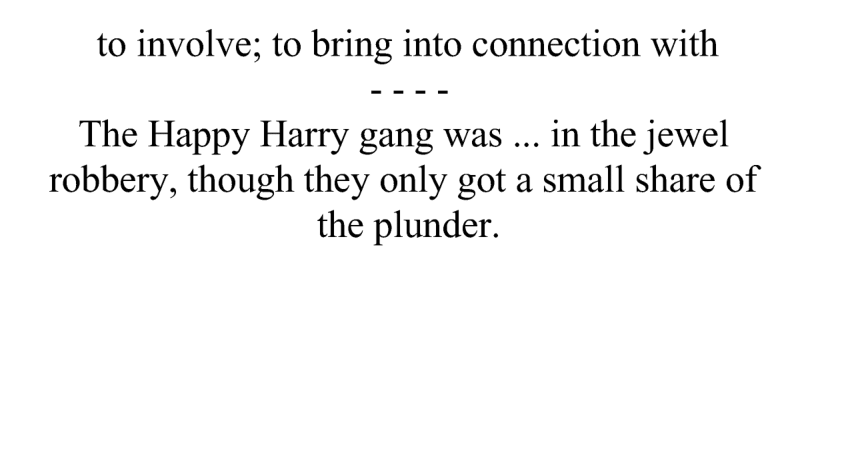 to involve; to bring into connection with
- - - -
The Happy Harry gang was ... in the jewel
robbery, though they only got a small share of
the plunder.